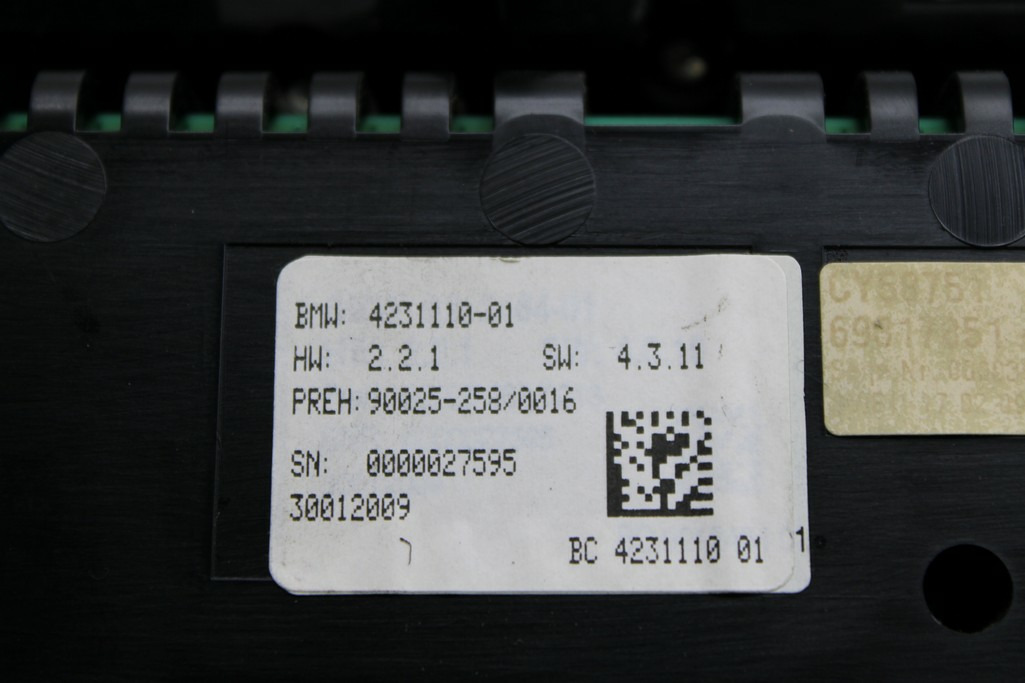 BMW: 4231110-01
HW: 2.2.1 SW: 4.3.11
PREH: 90025-258/0016
SN: 0000027595
30012009
BC 4231110 01
1